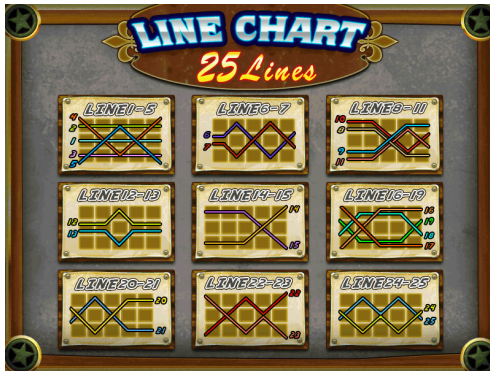 LINE CHART
25 Lines
LINE1-5
4
2
1
3
5
LINE6-7
6
7
LINE8-11
10
8
9
11
LINE12-13
12
13
LINE14-15
14
15
LINE16-19
16
19
18
17
LINE20-21
20
21
LINE22-23
22
23
LINE24-25
24
25